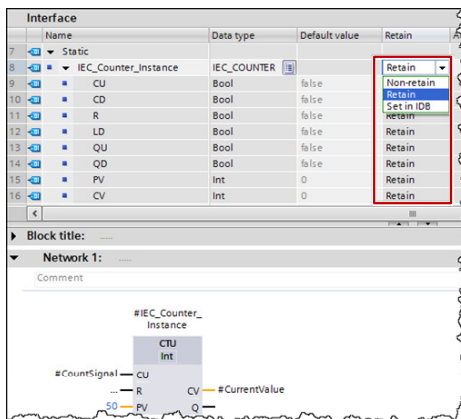 Interface
Name Data type Default value Retain
7 Static
8 IEC_Counter_Instance IEC_COUNTER Retain
Non-retain
Retain
Set in IDB
9 CU Bool false
10 CD Bool false
11 R Bool false Retain
12 LD Bool false Retain
13 QU Bool false Retain
14 QD Bool false Retain
15 PV Int 0 Retain
16 CV Int 0 Retain
Block title: .....
Network 1: .....
Comment
#IEC_Counter_
Instance
CTU
Int
#CountSignal CU
... R CV #CurrentValue
50 PV Q